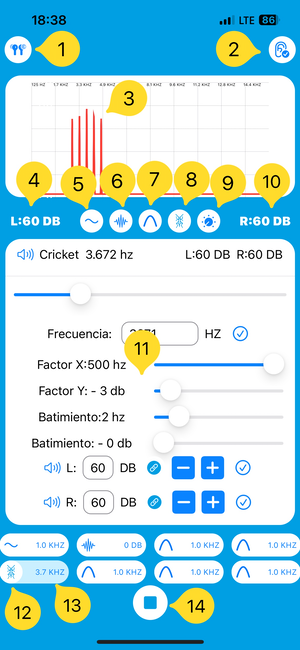 18:38 LTE 86
1 2
125 HZ 1.7 KHZ 3.3 KHZ 4.9 KHZ 8.1 KHZ 9.6 KHZ 11.2 KHZ 12.8 KHZ 14.4 KHZ
3
4 5 6 7 8 9 10
L:60 DB R:60 DB
Cricket 3.672 hz L:60 DB R:60 DB
Frecuencia: HZ
11
Factor X:500 hz
Factor Y: - 3 db
Batimiento:2 hz
Batimiento: - 0 db
L: 60 DB
R: 60 DB
1.0 KHZ 0 DB 1.0 KHZ 1.0 KHZ
3.7 KHZ 1.0 KHZ 1.0 KHZ 1.0 KHZ
12 13 14